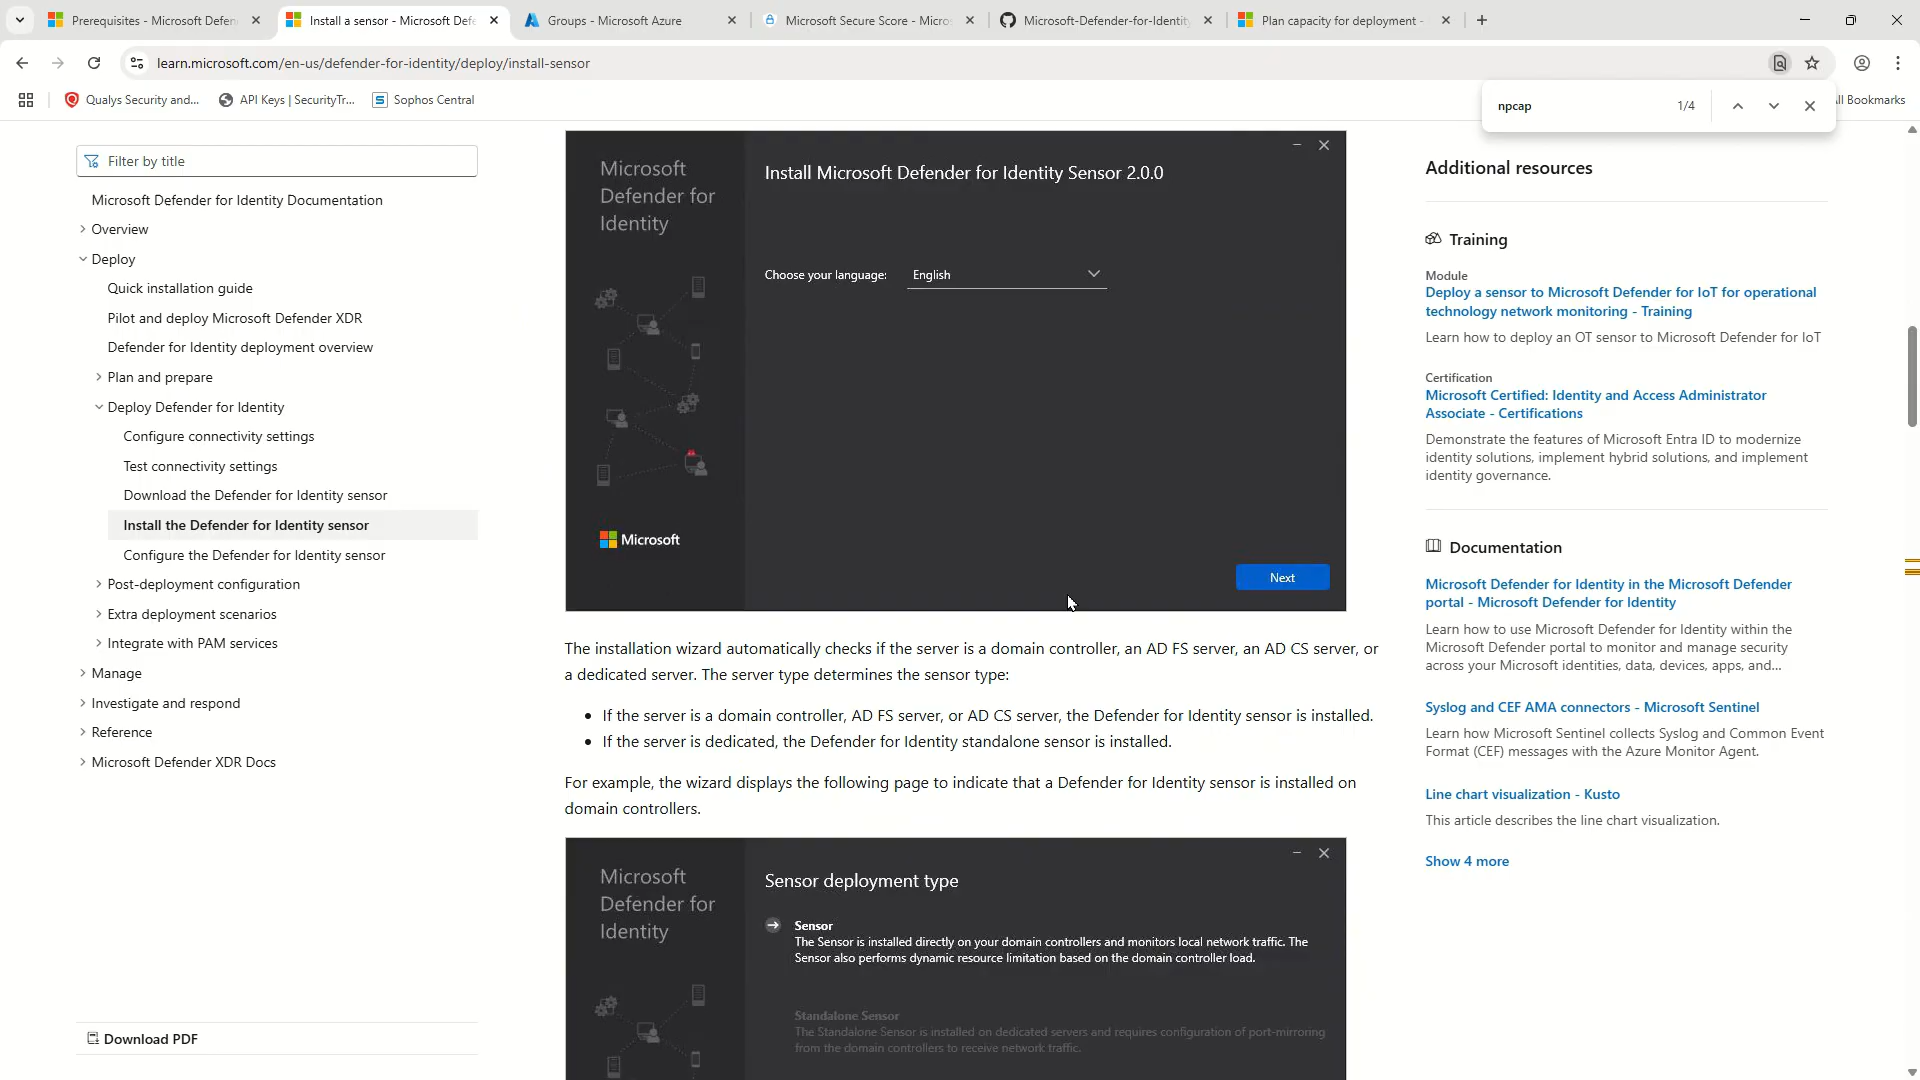 Prerequisites - Microsoft Defen
Install a sensor - Microsoft Defe
Groups - Microsoft Azure
Microsoft Secure Score - Micros
Microsoft-Defender-for-Identity
Plan capacity for deployment -
learn.microsoft.com/en-us/defender-for-identity/deploy/install-sensor
Qualys Security and...
API Keys | SecurityTr...
Sophos Central
All Bookmarks
npcap
1/4
Filter by title
Microsoft Defender for Identity Documentation
Overview
Deploy
Quick installation guide
Pilot and deploy Microsoft Defender XDR
Defender for Identity deployment overview
Plan and prepare
Deploy Defender for Identity
Configure connectivity settings
Test connectivity settings
Download the Defender for Identity sensor
Install the Defender for Identity sensor
Configure the Defender for Identity sensor
Post-deployment configuration
Extra deployment scenarios
Integrate with PAM services
Manage
Investigate and respond
Reference
Microsoft Defender XDR Docs
Download PDF
Microsoft
Defender for
Identity
Install Microsoft Defender for Identity Sensor 2.0.0
Choose your language:
English
Microsoft
Next
The installation wizard automatically checks if the server is a domain controller, an AD FS server, an AD CS server, or
a dedicated server. The server type determines the sensor type:
• If the server is a domain controller, AD FS server, or AD CS server, the Defender for Identity sensor is installed.
• If the server is dedicated, the Defender for Identity standalone sensor is installed.
For example, the wizard displays the following page to indicate that a Defender for Identity sensor is installed on
domain controllers.
Microsoft
Defender for
Identity
Sensor deployment type
Sensor
The Sensor is installed directly on your domain controllers and monitors local network traffic. The
Sensor also performs dynamic resource limitation based on the domain controller load.
Standalone Sensor
The Standalone Sensor is installed on dedicated servers and requires configuration of port-mirroring
from the domain controllers to receive network traffic.
Additional resources
Training
Module
Deploy a sensor to Microsoft Defender for IoT for operational
technology network monitoring - Training
Learn how to deploy an OT sensor to Microsoft Defender for IoT
Certification
Microsoft Certified: Identity and Access Administrator
Associate - Certifications
Demonstrate the features of Microsoft Entra ID to modernize
identity solutions, implement hybrid solutions, and implement
identity governance.
Documentation
Microsoft Defender for Identity in the Microsoft Defender
portal - Microsoft Defender for Identity
Learn how to use Microsoft Defender for Identity within the
Microsoft Defender portal to monitor and manage security
across your Microsoft identities, data, devices, apps, and...
Syslog and CEF AMA connectors - Microsoft Sentinel
Learn how Microsoft Sentinel collects Syslog and Common Event
Format (CEF) messages with the Azure Monitor Agent.
Line chart visualization - Kusto
This article describes the line chart visualization.
Show 4 more